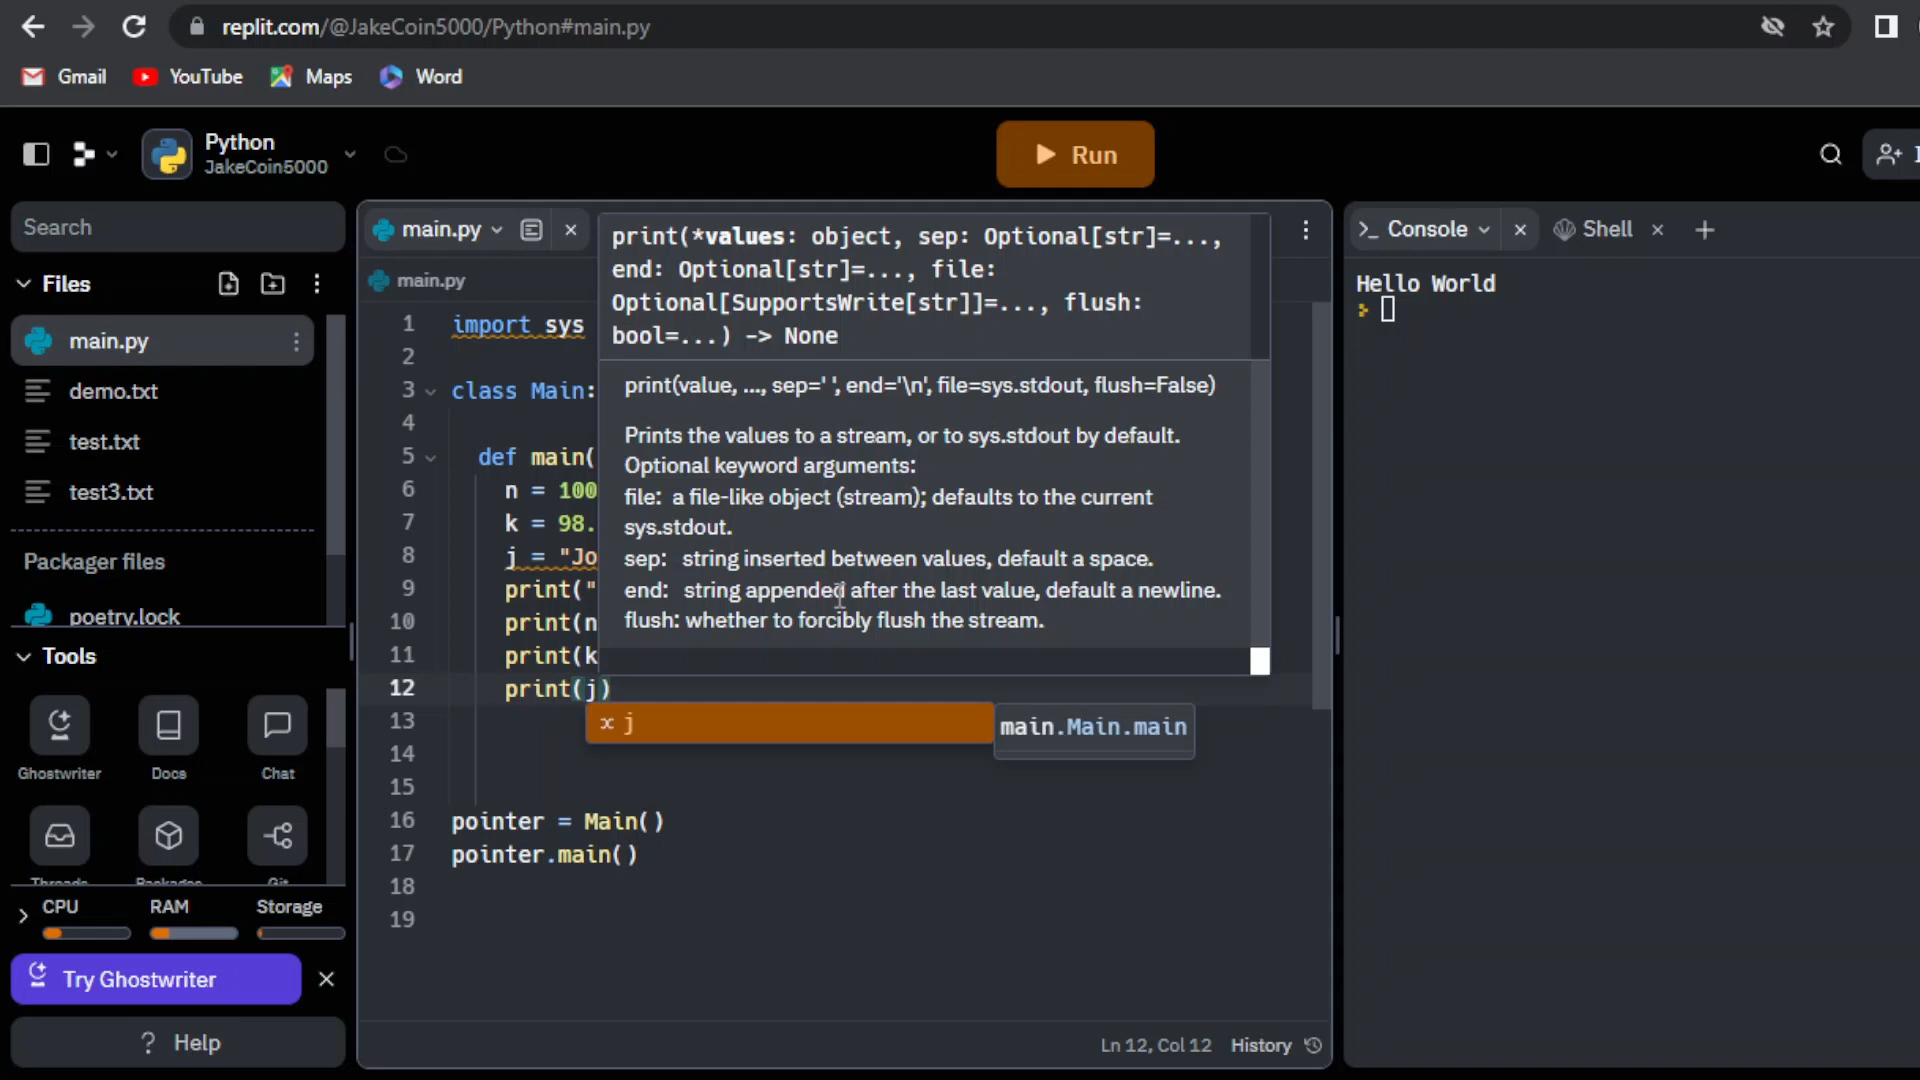 replit.com/@JakeCoin5000/Python#main.py
Gmail YouTube Maps Word
Python
JakeCoin5000
Run
Search
Files
main.py
demo.txt
test.txt
test3.txt
Packager files
poetry.lock
Tools
Ghostwriter Docs Chat
Threads Packages Git
CPU RAM Storage
Try Ghostwriter
? Help
main.py
main.py
1 import sys
2
3 class Main:
4
5 def main(
6 n = 100
7 k = 98.
8 j = "Jo
9 print("
10 print(n
11 print(k
12 print(j)
13
14
15
16 pointer = Main()
17 pointer.main()
18
19
print(*values: object, sep: Optional[str]=...,
end: Optional[str]=..., file:
Optional[SupportsWrite[str]]=..., flush:
bool=...) -> None
print(value, ..., sep=' ', end='\n', file=sys.stdout, flush=False)
Prints the values to a stream, or to sys.stdout by default.
Optional keyword arguments:
file: a file-like object (stream); defaults to the current
sys.stdout.
sep: string inserted between values, default a space.
end: string appended after the last value, default a newline.
flush: whether to forcibly flush the stream.
x j
main.Main.main
Ln 12, Col 12 History
>_ Console Shell
Hello World